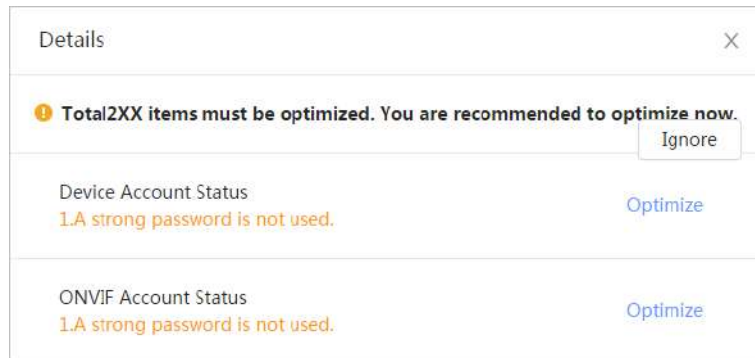 Details
Total2XX items must be optimized. You are recommended to optimize now.
Ignore
Device Account Status
Optimize
1.A strong password is not used.
ONVIF Account Status
Optimize
1.A strong password is not used.